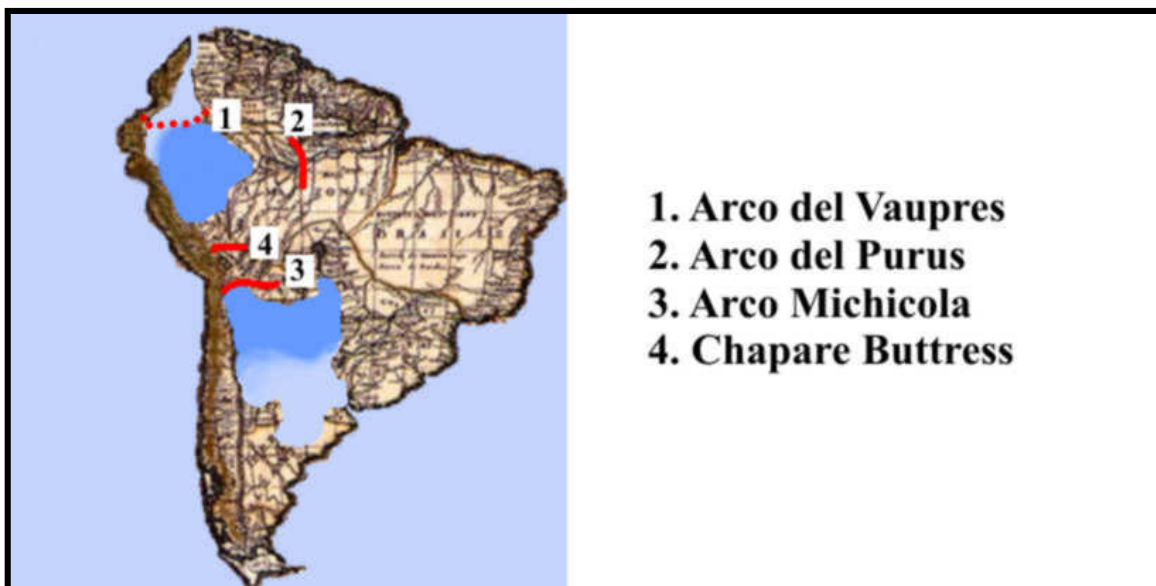 1
2
4
3
1. Arco del Vaupres
2. Arco del Purus
3. Arco Michicola
4. Chapare Buttress